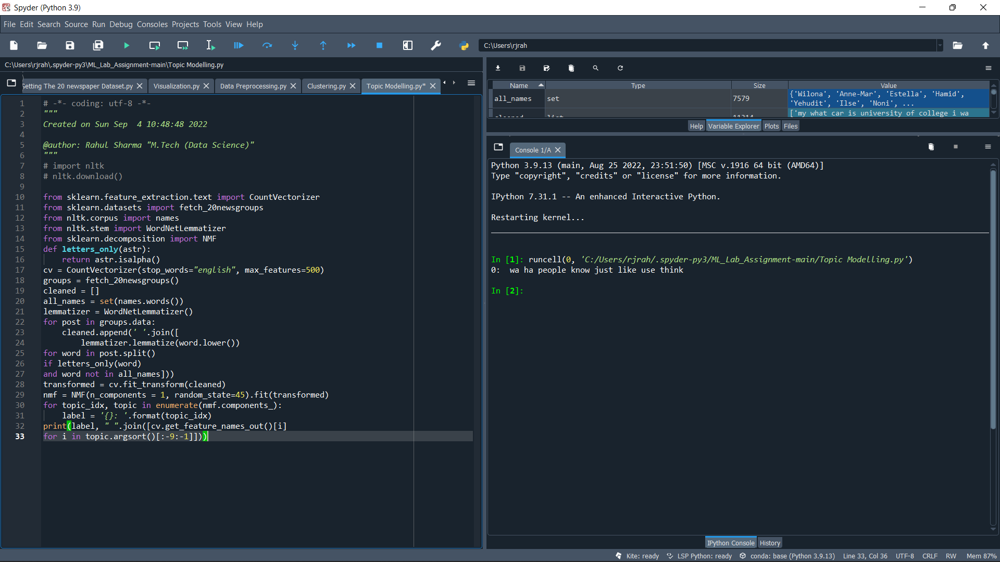 Spyder (Python 3.9)
File Edit Search Source Run Debug Consoles Projects Tools View Help
C:\Users\rjrah
C:\Users\rjrah\.spyder-py3\ML_Lab_Assignment-main\Topic Modelling.py
Getting The 20 newspaper Dataset.py Visualization.py Data Preprocessing.py Clustering.py Topic Modelling.py*
1 # -*- coding: utf-8 -*-
2 """
3 Created on Sun Sep  4 10:48:48 2022
4
5 @author: Rahul Sharma "M.Tech (Data Science)"
6 """
7 # import nltk
8 # nltk.download()
9
10 from sklearn.feature_extraction.text import CountVectorizer
11 from sklearn.datasets import fetch_20newsgroups
12 from nltk.corpus import names
13 from nltk.stem import WordNetLemmatizer
14 from sklearn.decomposition import NMF
15 def letters_only(astr):
16     return astr.isalpha()
17 cv = CountVectorizer(stop_words="english", max_features=500)
18 groups = fetch_20newsgroups()
19 cleaned = []
20 all_names = set(names.words())
21 lemmatizer = WordNetLemmatizer()
22 for post in groups.data:
23     cleaned.append(' '.join([
24         lemmatizer.lemmatize(word.lower())
25 for word in post.split()
26 if letters_only(word)
27 and word not in all_names]))
28 transformed = cv.fit_transform(cleaned)
29 nmf = NMF(n_components = 1, random_state=45).fit(transformed)
30 for topic_idx, topic in enumerate(nmf.components_):
31     label = '{}: '.format(topic_idx)
32 print(label, " ".join([cv.get_feature_names_out()[i]
33 for i in topic.argsort()[:-9:-1]]))
Name Type Size Value
all_names set 7579 {'Wilona', 'Anne-Mar', 'Estella', 'Hamid',
'Yehudit', 'Ilse', 'Noni', ...
cleaned list 11314 ['my what car is university of college i wa
Help Variable Explorer Plots Files
Console 1/A
Python 3.9.13 (main, Aug 25 2022, 23:51:50) [MSC v.1916 64 bit (AMD64)]
Type "copyright", "credits" or "license" for more information.
IPython 7.31.1 -- An enhanced Interactive Python.
Restarting kernel...
In [1]: runcell(0, 'C:/Users/rjrah/.spyder-py3/ML_Lab_Assignment-main/Topic Modelling.py')
0:  wa ha people know just like use think
In [2]:
IPython Console History
Kite: ready LSP Python: ready conda: base (Python 3.9.13) Line 33, Col 36 UTF-8 CRLF RW Mem 87%